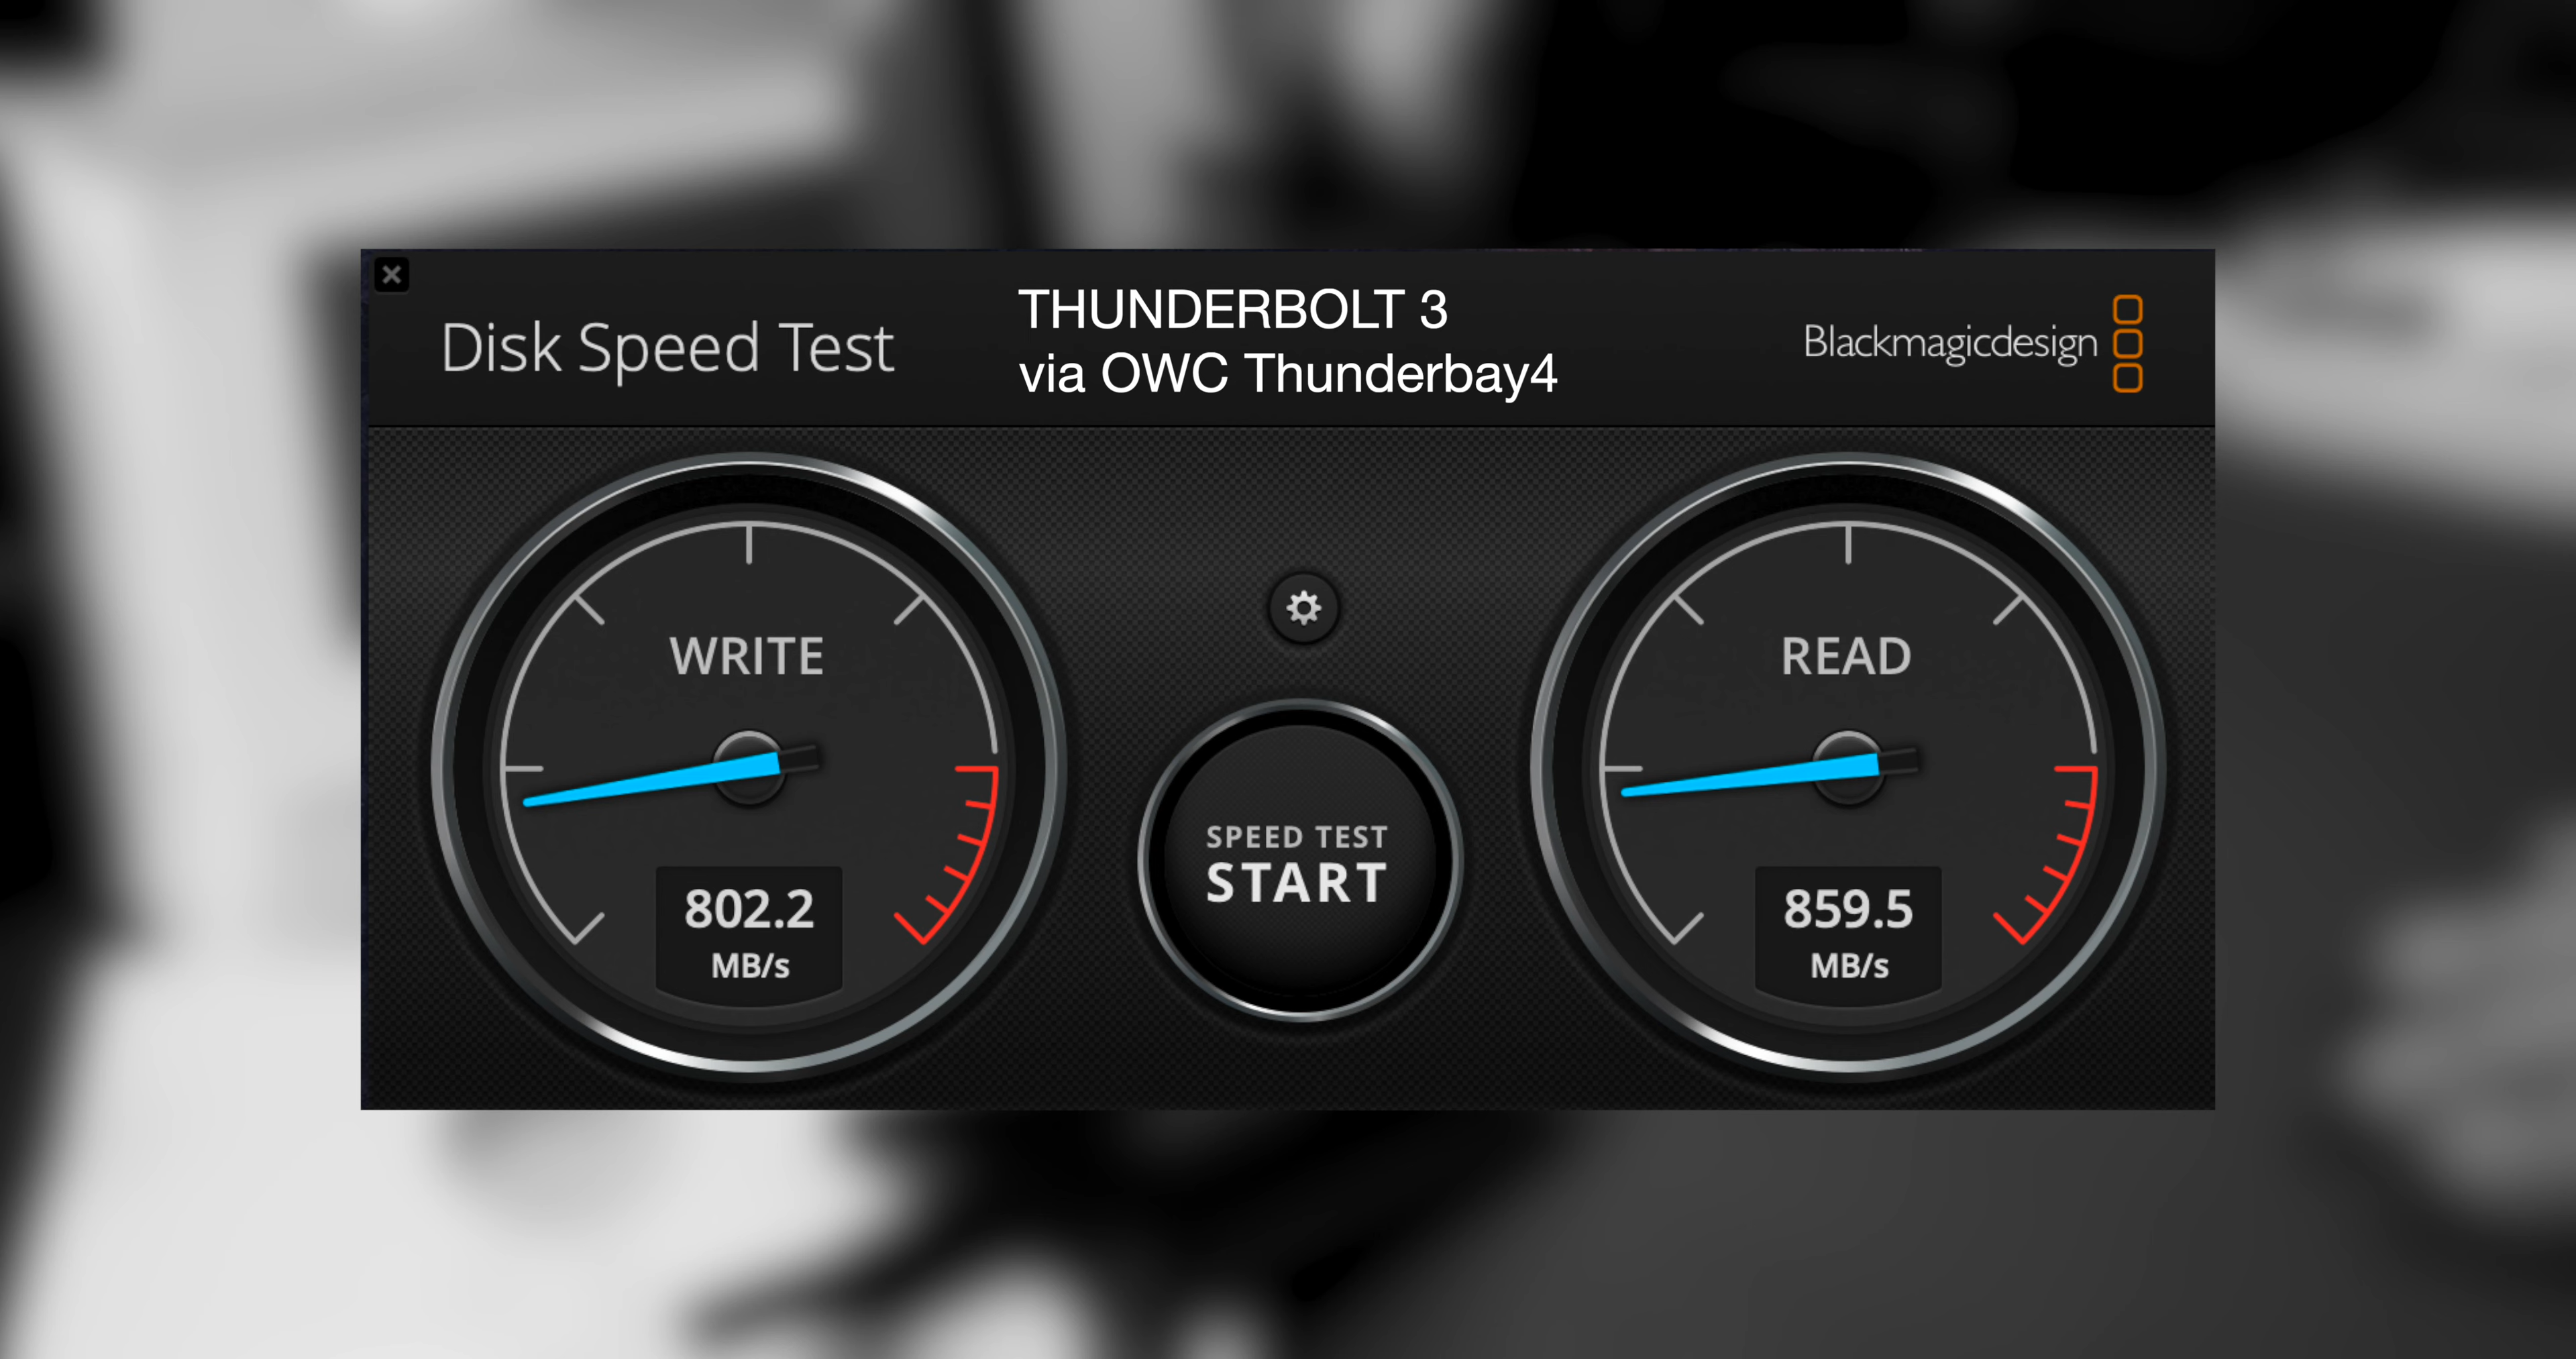 Disk Speed Test
THUNDERBOLT 3
via OWC Thunderbay4
Blackmagicdesign
WRITE
802.2
MB/s
SPEED TEST
START
READ
859.5
MB/s